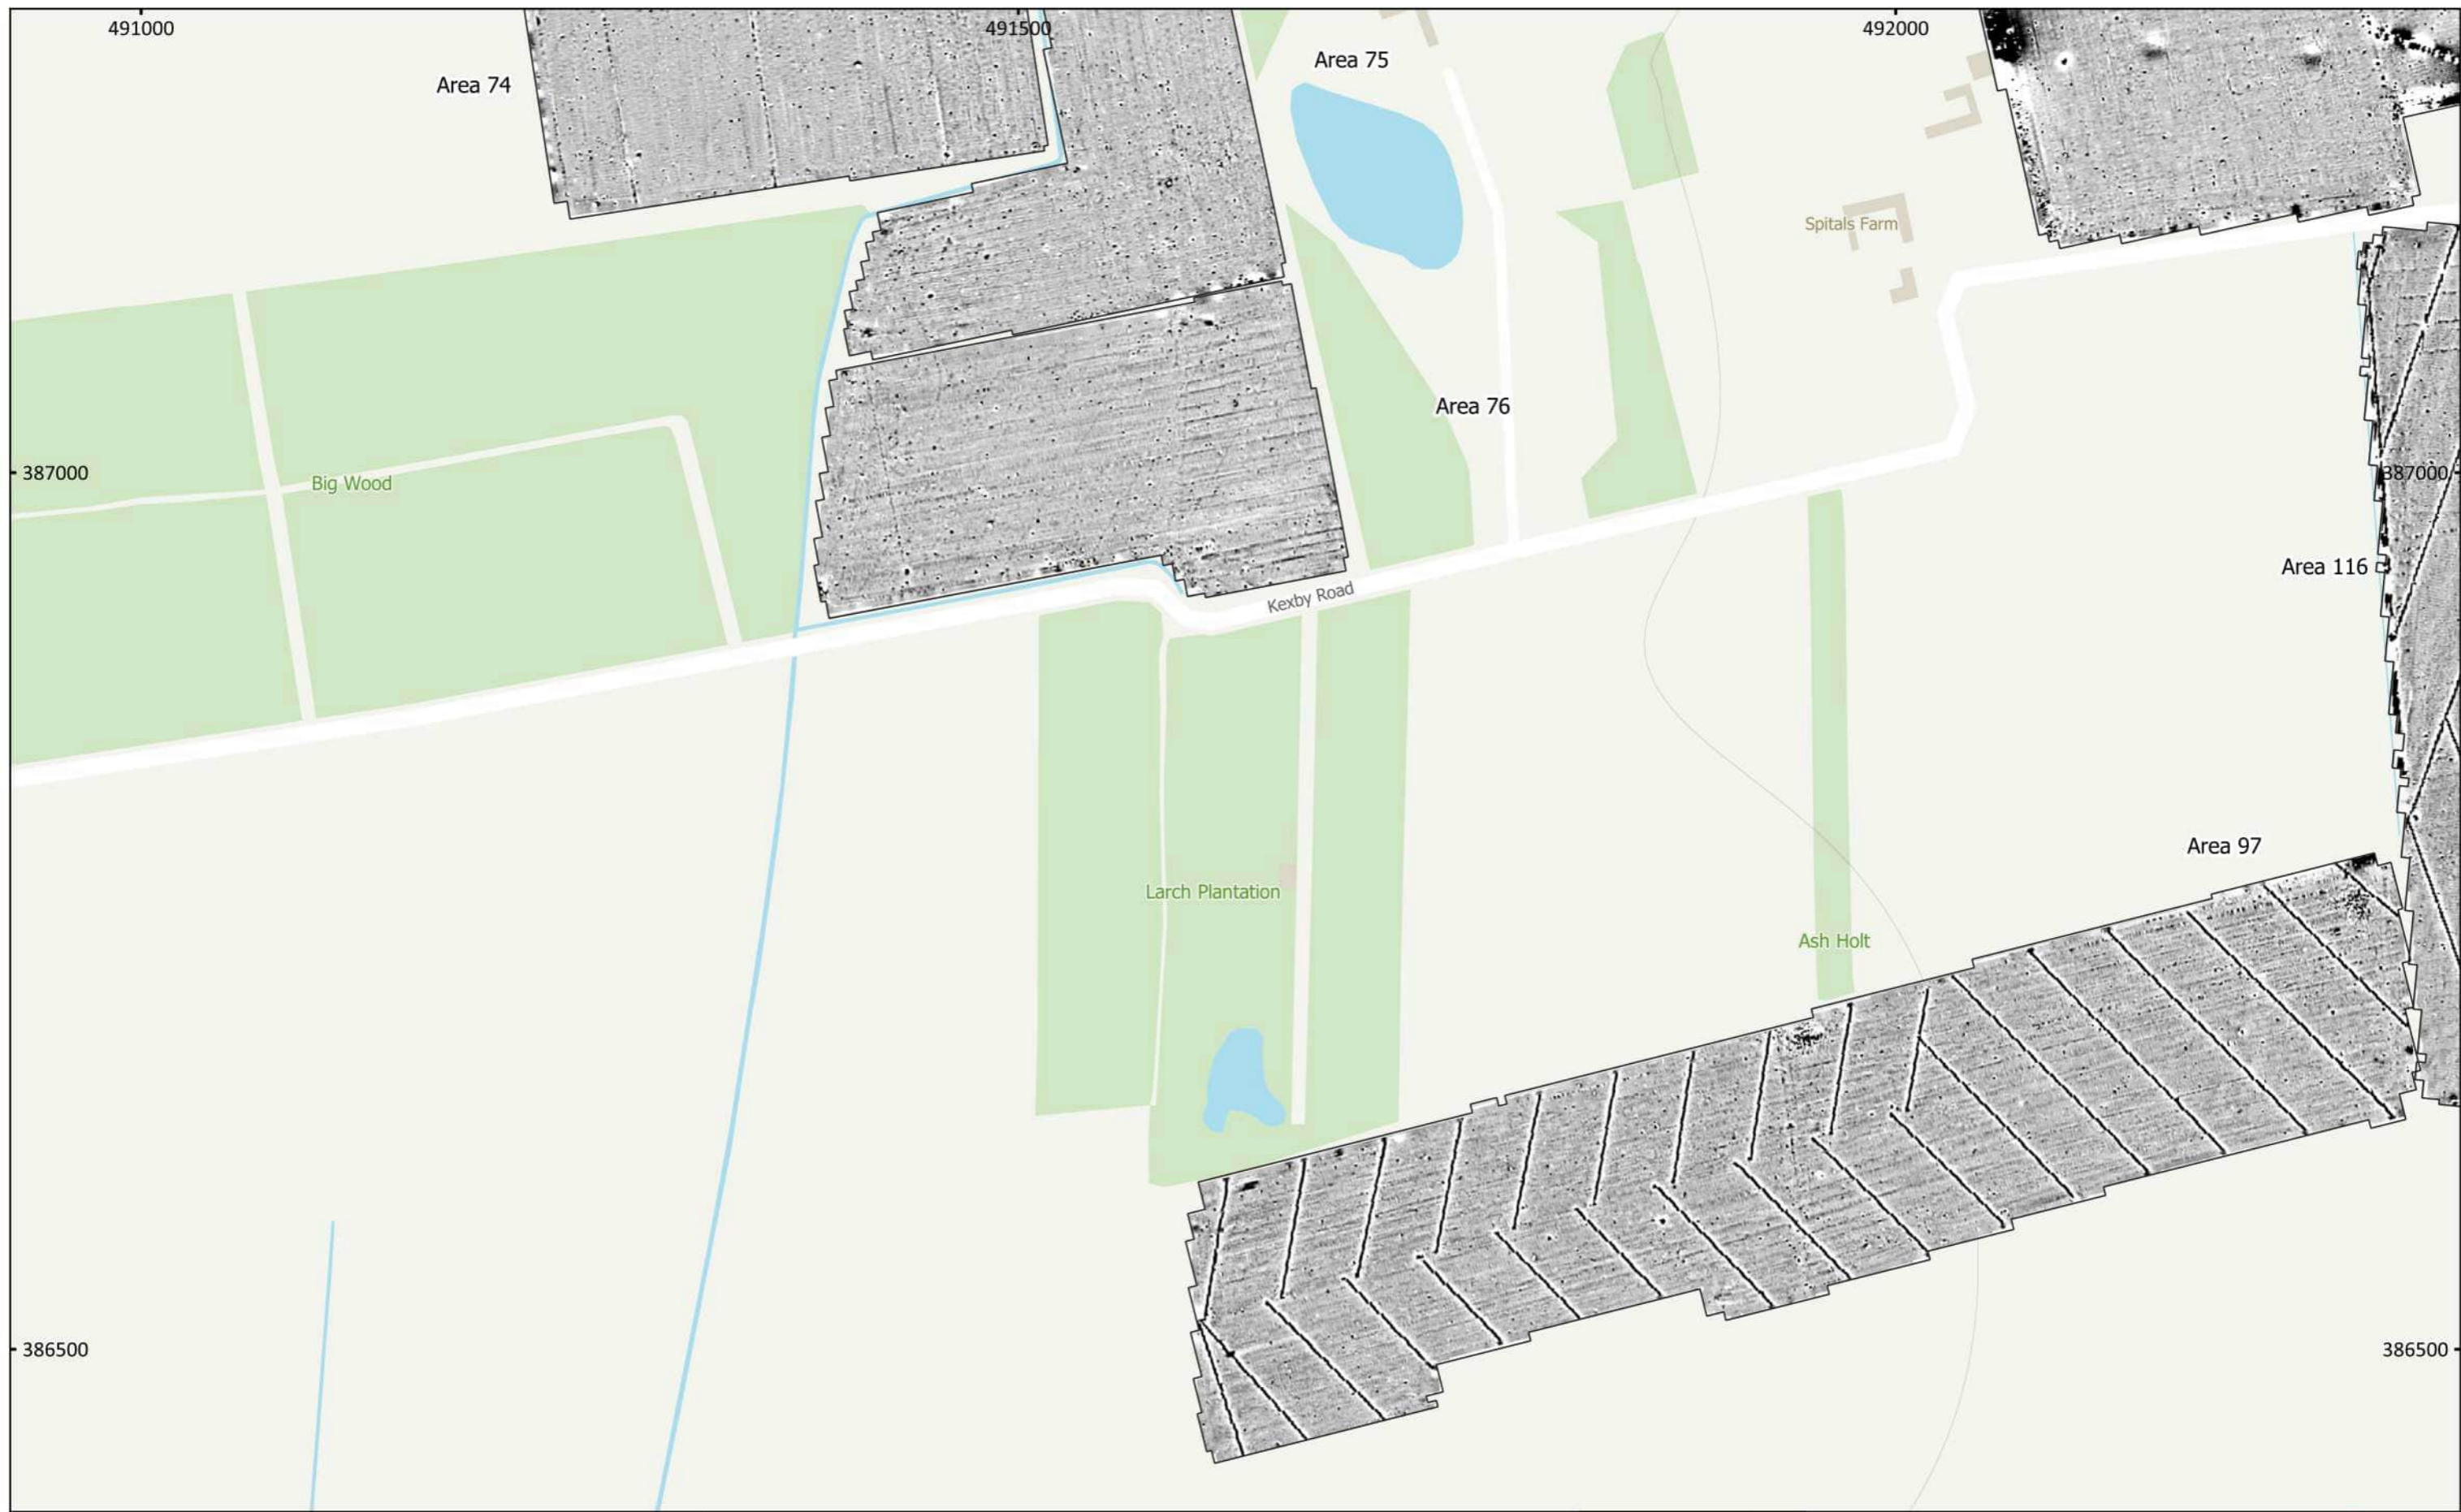 491000
491500
492000
Area 75
Area 74
Spitals Farm
Area 76
387000
387000
Big Wood
Area 116
Kexby Road
Area 97
Larch Plantation
Ash Holt
386500
386500